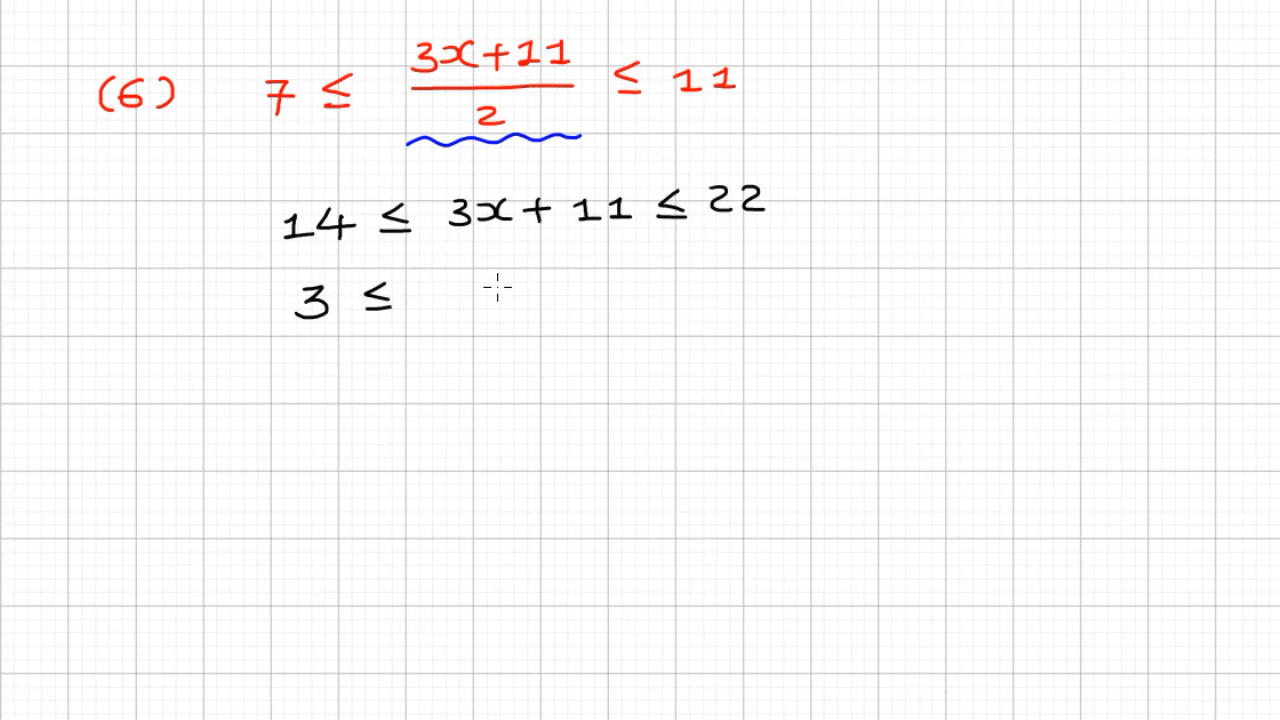 (6) 7 ≤ (3x+11)/2 ≤ 11
14 ≤ 3x + 11 ≤ 22
3 ≤